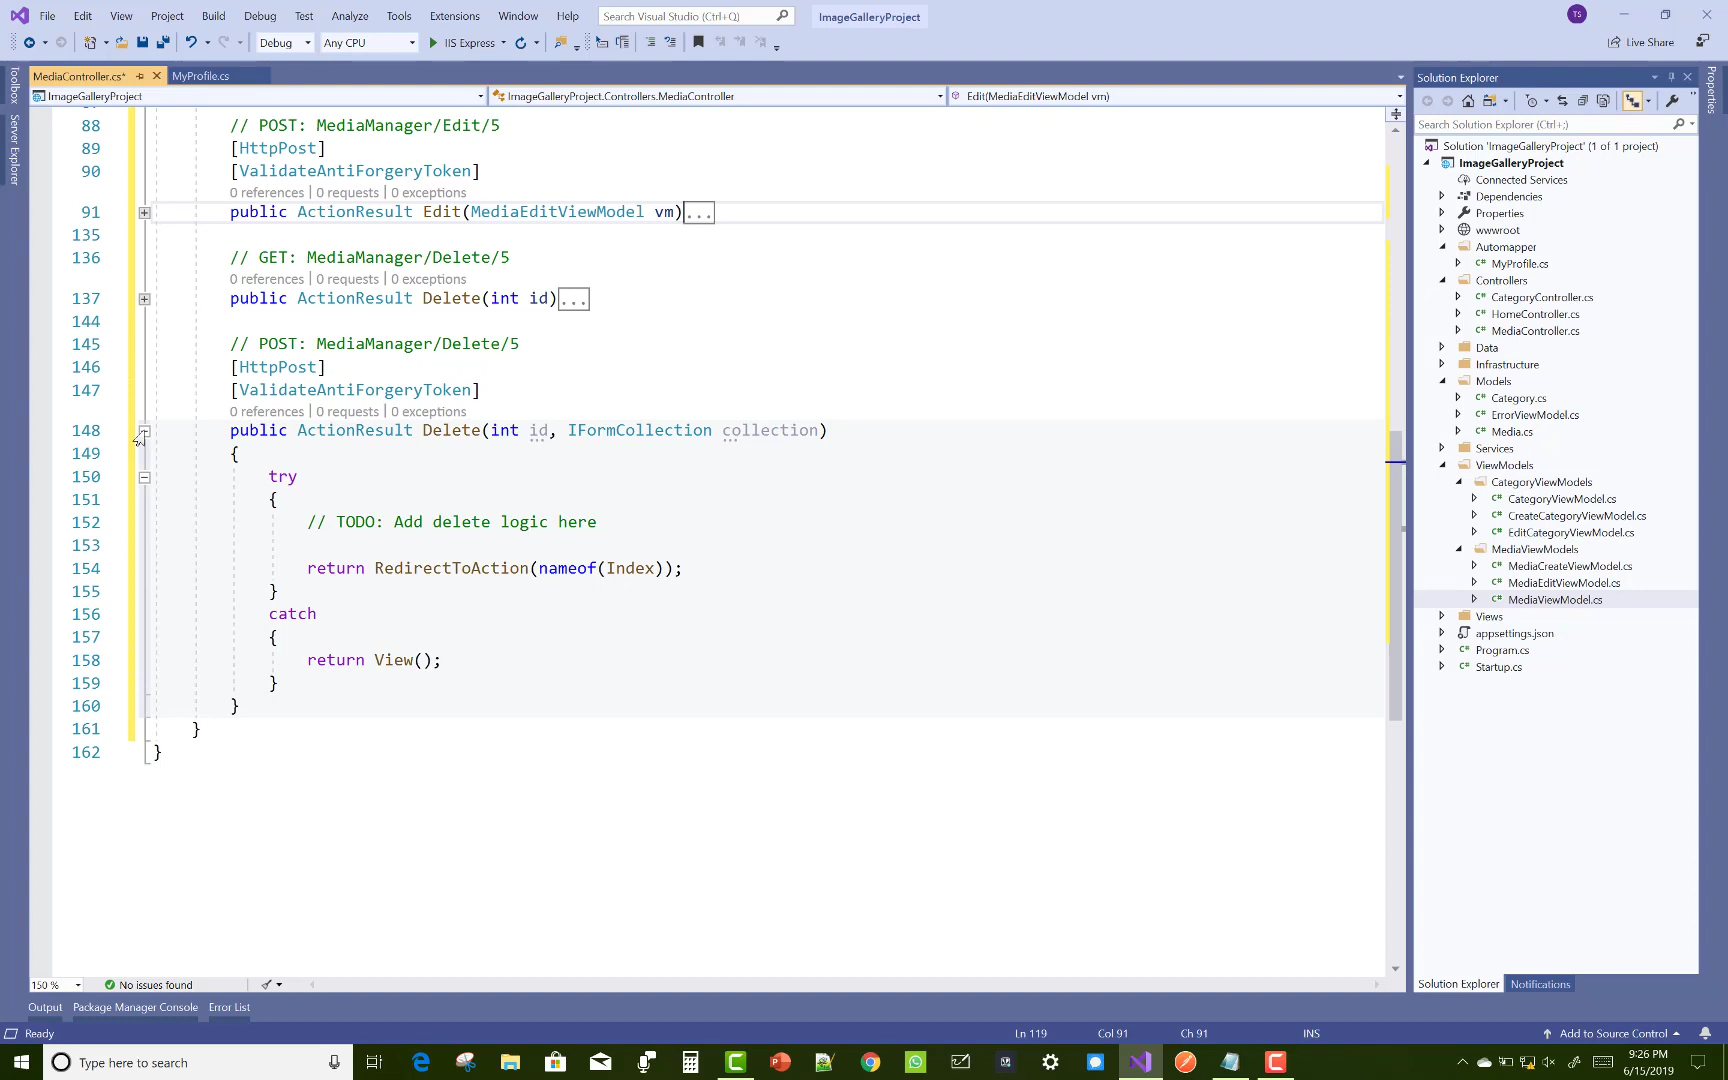 File Edit View Project Build Debug Test Analyze Tools Extensions Window Help Search Visual Studio (Ctrl+Q) ImageGalleryProject TS
Debug Any CPU IIS Express Live Share
MediaController.cs* MyProfile.cs
ImageGalleryProject ImageGalleryProject.Controllers.MediaController Edit(MediaEditViewModel vm)
Toolbox
Server Explorer
88 // POST: MediaManager/Edit/5
89 [HttpPost]
90 [ValidateAntiForgeryToken]
0 references | 0 requests | 0 exceptions
91 public ActionResult Edit(MediaEditViewModel vm)...
135
136 // GET: MediaManager/Delete/5
0 references | 0 requests | 0 exceptions
137 public ActionResult Delete(int id)...
144
145 // POST: MediaManager/Delete/5
146 [HttpPost]
147 [ValidateAntiForgeryToken]
0 references | 0 requests | 0 exceptions
148 public ActionResult Delete(int id, IFormCollection collection)
149 {
150 try
151 {
152 // TODO: Add delete logic here
153
154 return RedirectToAction(nameof(Index));
155 }
156 catch
157 {
158 return View();
159 }
160 }
161 }
162 }
150 % No issues found
Output Package Manager Console Error List
Solution Explorer
Search Solution Explorer (Ctrl+;)
Solution 'ImageGalleryProject' (1 of 1 project)
ImageGalleryProject
Connected Services
Dependencies
Properties
wwwroot
Automapper
C# MyProfile.cs
Controllers
C# CategoryController.cs
C# HomeController.cs
C# MediaController.cs
Data
Infrastructure
Models
C# Category.cs
C# ErrorViewModel.cs
C# Media.cs
Services
ViewModels
CategoryViewModels
C# CategoryViewModel.cs
C# CreateCategoryViewModel.cs
C# EditCategoryViewModel.cs
MediaViewModels
C# MediaCreateViewModel.cs
C# MediaEditViewModel.cs
C# MediaViewModel.cs
Views
appsettings.json
C# Program.cs
C# Startup.cs
Solution Explorer Notifications
Properties
Ready Ln 119 Col 91 Ch 91 INS Add to Source Control
Type here to search 9:26 PM
6/15/2019